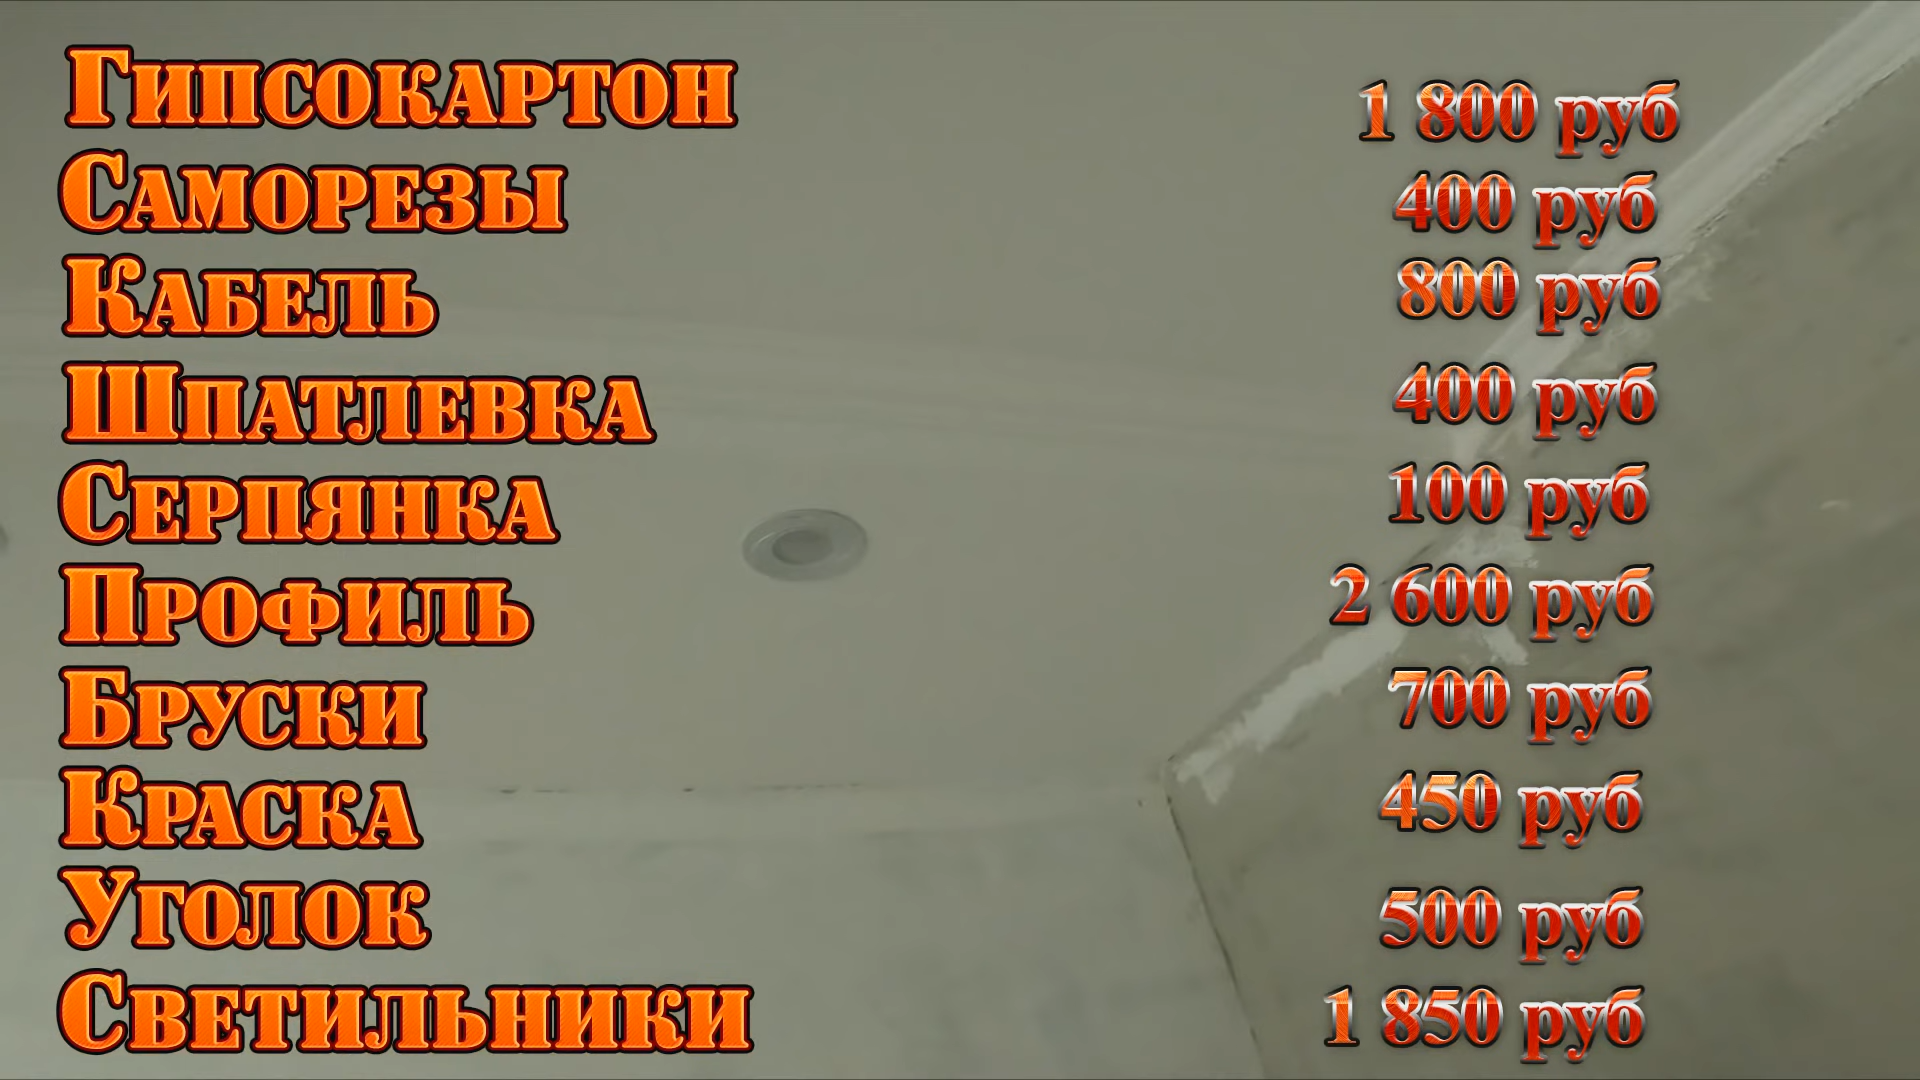 Гипсокартон 1 800 руб
Саморезы 400 руб
Кабель 800 руб
Шпатлевка 400 руб
Серпянка 100 руб
Профиль 2 600 руб
Бруски 700 руб
Краска 450 руб
Уголок 500 руб
Светильники 1 850 руб